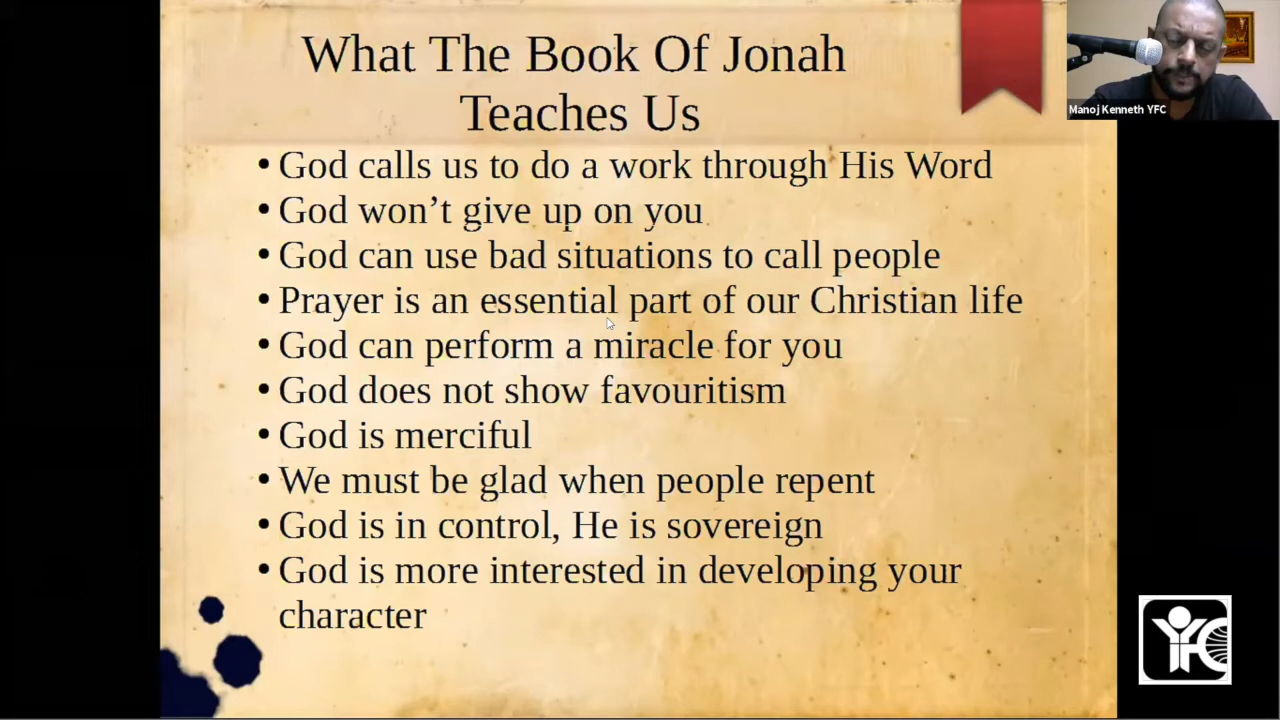 What The Book Of Jonah
Teaches Us
• God calls us to do a work through His Word
• God won’t give up on you
• God can use bad situations to call people
• Prayer is an essential part of our Christian life
• God can perform a miracle for you
• God does not show favouritism
• God is merciful
• We must be glad when people repent
• God is in control, He is sovereign
• God is more interested in developing your
character
Manoj Kenneth YFC
YFC